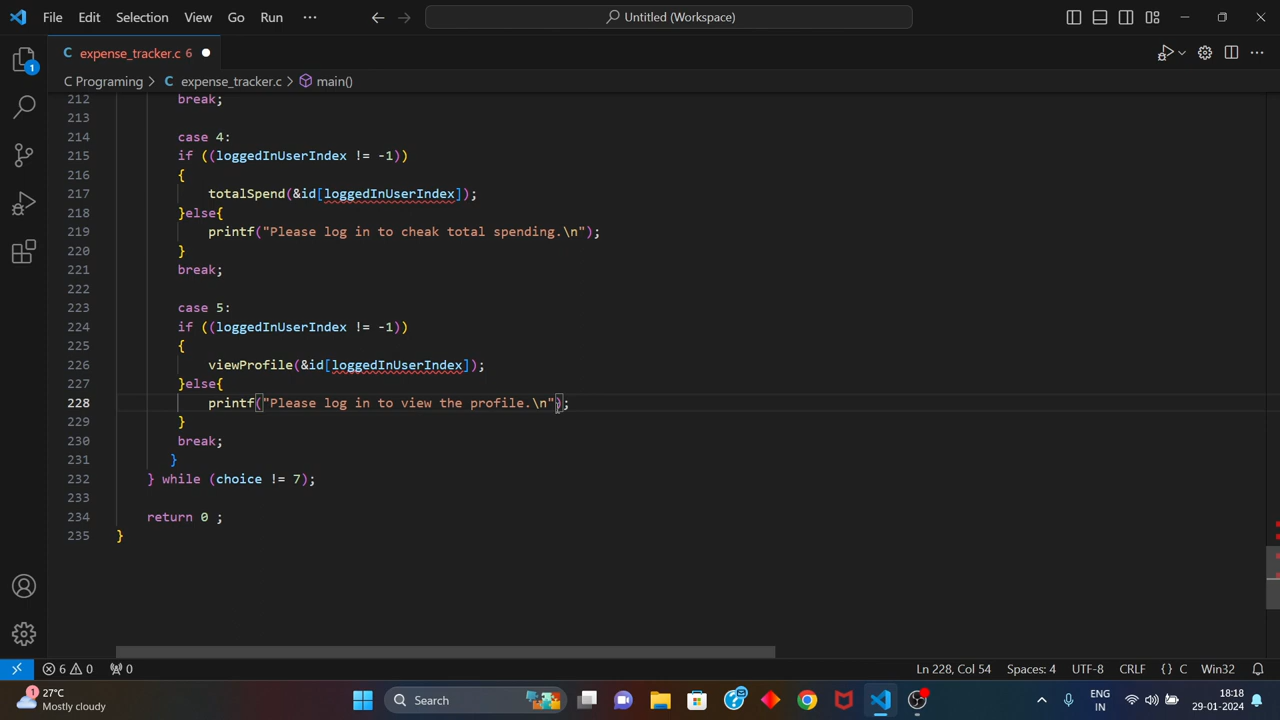 File Edit Selection View Go Run ··· Untitled (Workspace)
C expense_tracker.c 6
C Programing > C expense_tracker.c > main()
212 break;
213
214 case 4:
215 if ((loggedInUserIndex != -1))
216 {
217 totalSpend(&id[loggedInUserIndex]);
218 }else{
219 printf("Please log in to cheak total spending.\n");
220 }
221 break;
222
223 case 5:
224 if ((loggedInUserIndex != -1))
225 {
226 viewProfile(&id[loggedInUserIndex]);
227 }else{
228 printf("Please log in to view the profile.\n");
229 }
230 break;
231 }
232 } while (choice != 7);
233
234 return 0 ;
235 }
1
6 0 0 Ln 228, Col 54 Spaces: 4 UTF-8 CRLF {} C Win32
1 27°C Mostly cloudy Search ENG IN 18:18 29-01-2024